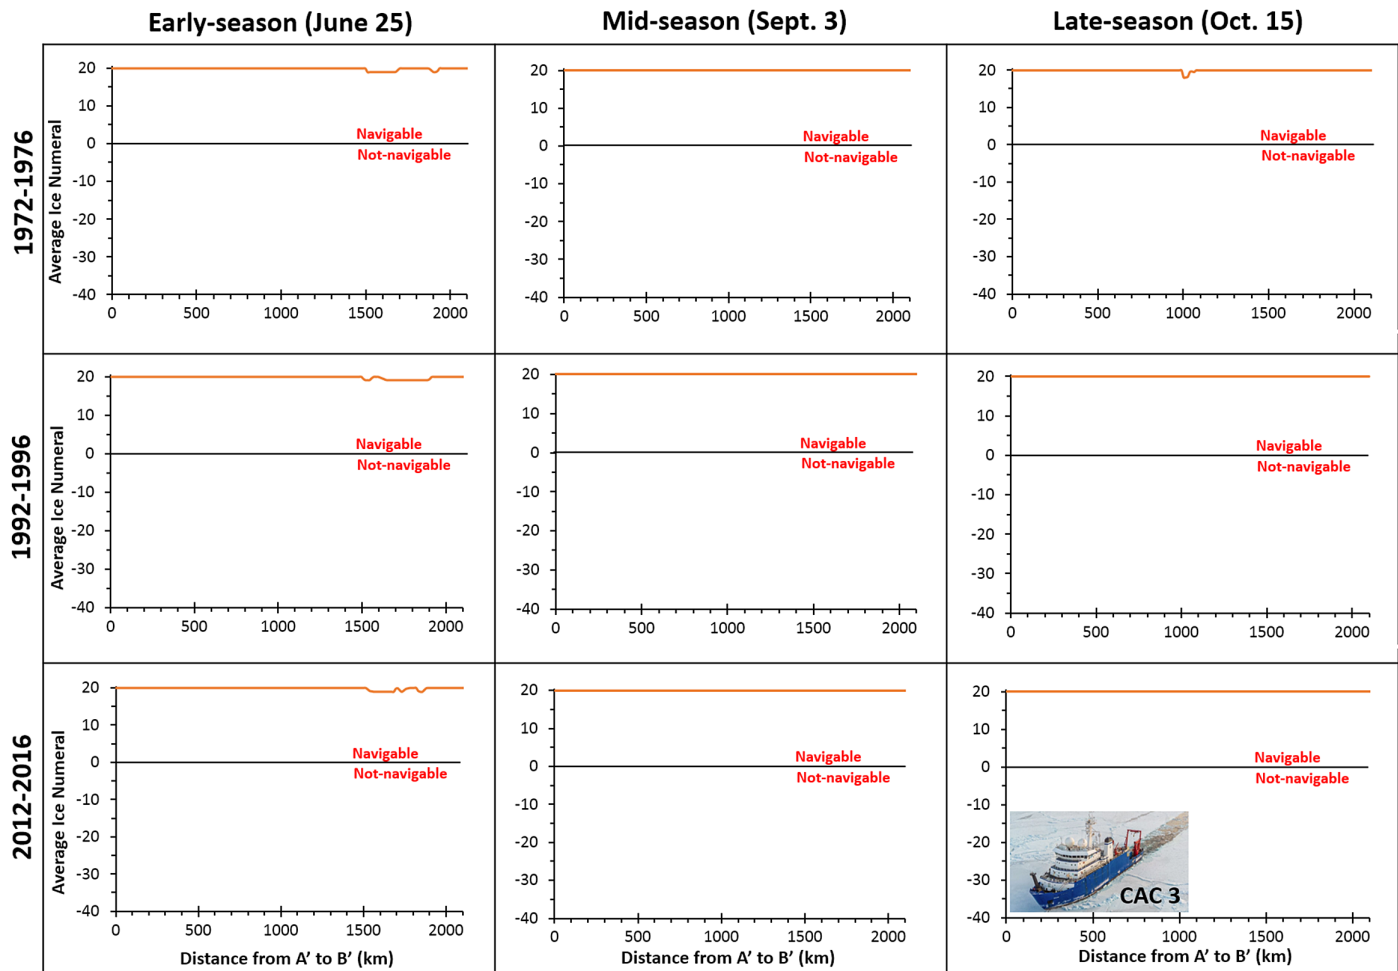 Early-season (June 25)
Mid-season (Sept. 3)
Late-season (Oct. 15)
1972-1976
Average Ice Numeral
20
10
0
-10
-20
-30
-40
Navigable
Not-navigable
0 500 1000 1500 2000
20
10
0
-10
-20
-30
-40
Navigable
Not-navigable
0 500 1000 1500 2000
20
10
0
-10
-20
-30
-40
Navigable
Not-navigable
0 500 1000 1500 2000
1992-1996
Average Ice Numeral
20
10
0
-10
-20
-30
-40
Navigable
Not-navigable
0 500 1000 1500 2000
20
10
0
-10
-20
-30
-40
Navigable
Not-navigable
0 500 1000 1500 2000
20
10
0
-10
-20
-30
-40
Navigable
Not-navigable
0 500 1000 1500 2000
2012-2016
Average Ice Numeral
20
10
0
-10
-20
-30
-40
Navigable
Not-navigable
0 500 1000 1500 2000
Distance from A’ to B’ (km)
20
10
0
-10
-20
-30
-40
Navigable
Not-navigable
0 500 1000 1500 2000
Distance from A’ to B’ (km)
20
10
0
-10
-20
-30
-40
Navigable
Not-navigable
CAC 3
0 500 1000 1500 2000
Distance from A’ to B’ (km)